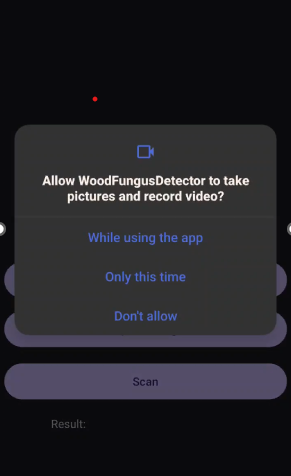 Allow WoodFungusDetector to take
pictures and record video?
While using the app
Only this time
Don't allow
Scan
Result: